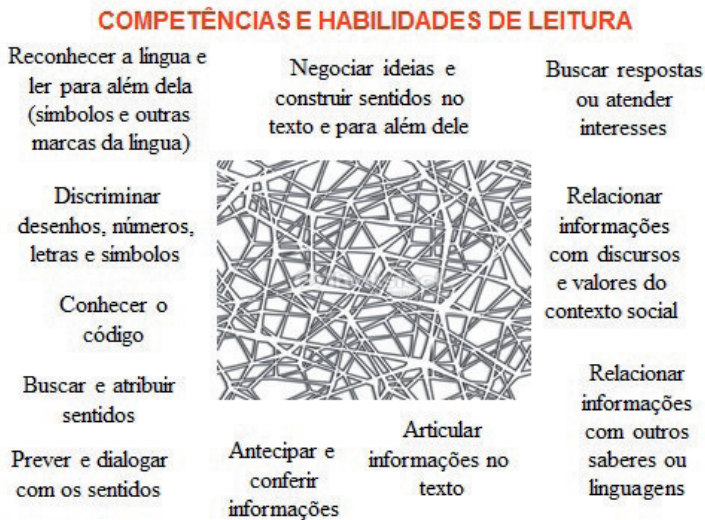 COMPETÊNCIAS E HABILIDADES DE LEITURA
Reconhecer a língua e
ler para além dela
(símbolos e outras
marcas da língua)
Negociar ideias e
construir sentidos no
texto e para além dele
Buscar respostas
ou atender
interesses
Discriminar
desenhos, números,
letras e símbolos
Relacionar
informações
com discursos
e valores do
contexto social
Conhecer o
código
Buscar e atribuir
sentidos
Relacionar
informações
com outros
saberes ou
linguagens
Prever e dialogar
com os sentidos
Antecipar e
conferir
informações
Articular
informações no
texto